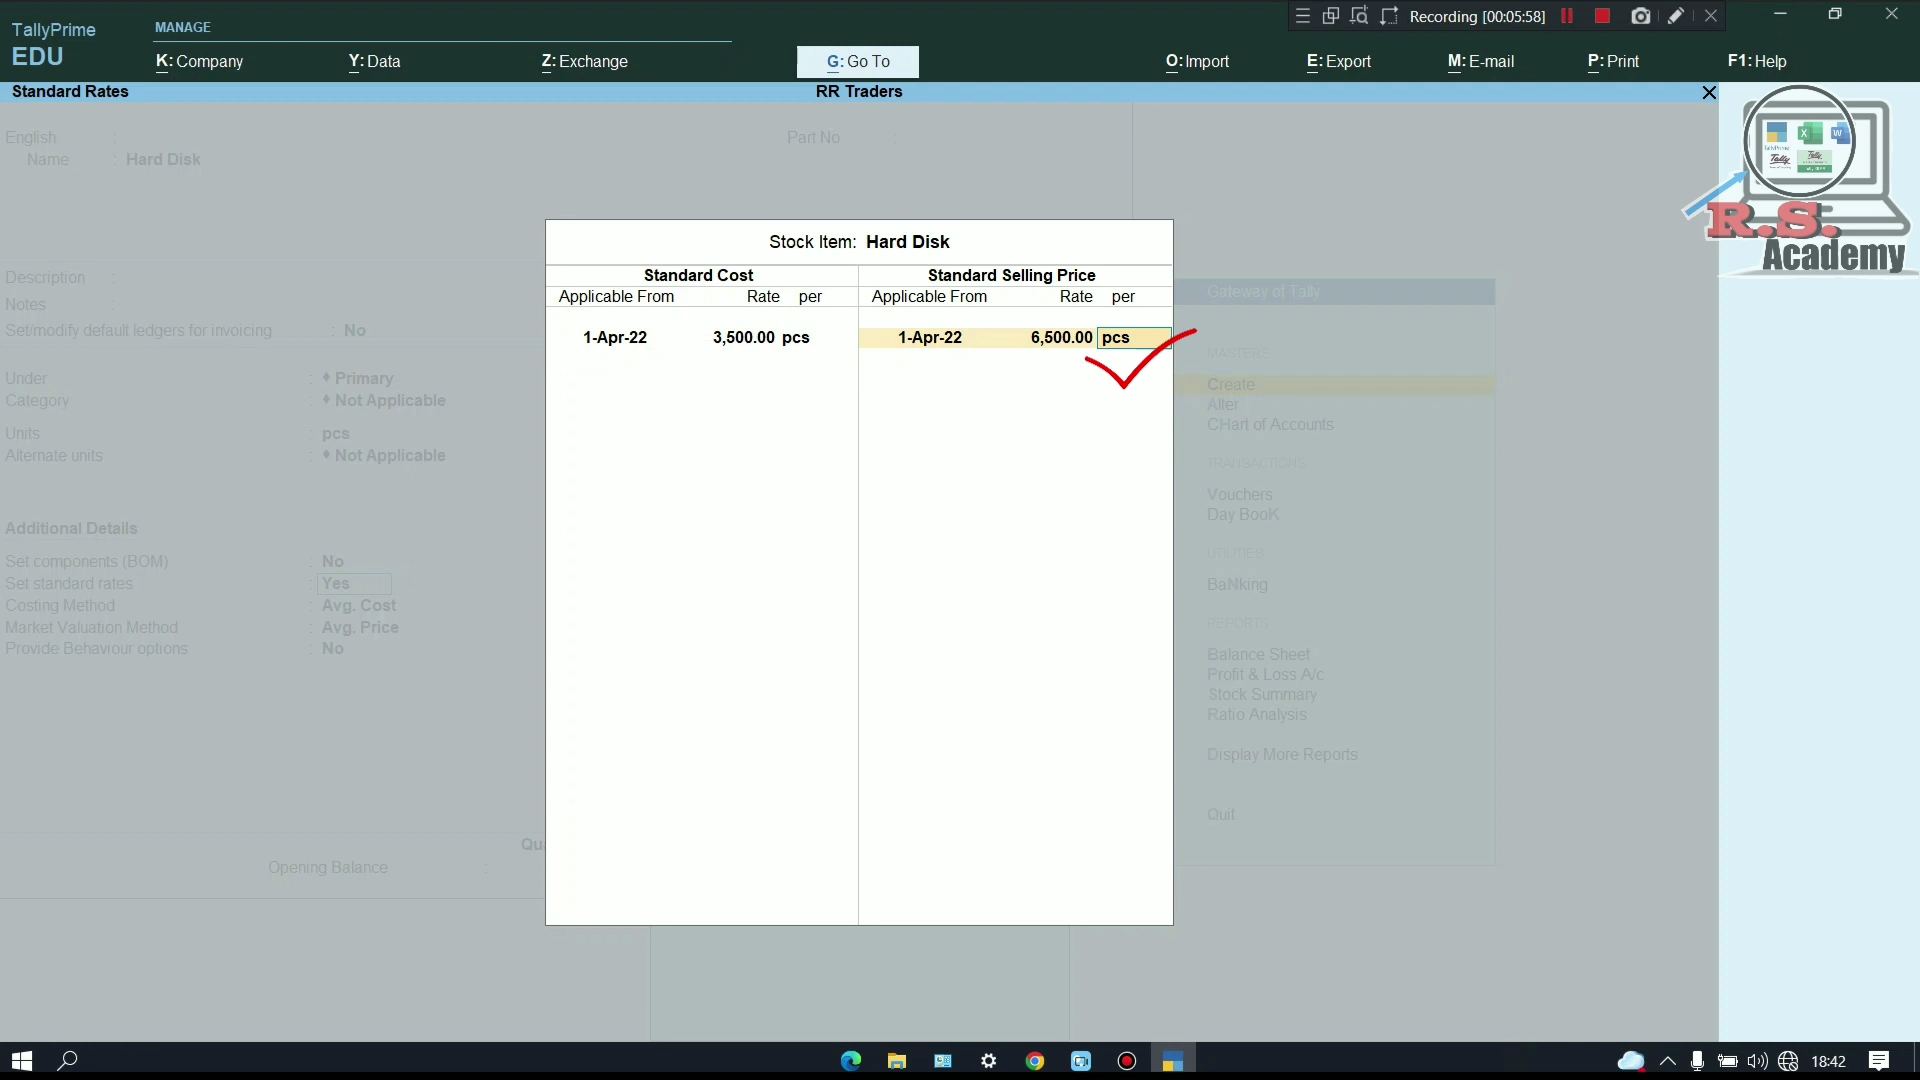 TallyPrime
EDU
MANAGE
K: Company
Y: Data
Z: Exchange
G: Go To
O: Import
E: Export
M: E-mail
P: Print
F1: Help
Recording [00:05:58]
Standard Rates
RR Traders
English :
Name : Hard Disk
Part No :
Description :
Notes :
Set/modify default ledgers for invoicing : No
Under : ♦ Primary
Category : ♦ Not Applicable
Units : pcs
Alternate units : ♦ Not Applicable
Additional Details
Set components (BOM) : No
Set standard rates : Yes
Costing Method : Avg. Cost
Market Valuation Method : Avg. Price
Provide Behaviour options : No
Qua
Opening Balance :
Stock Item: Hard Disk
Standard Cost
Standard Selling Price
Applicable From Rate per
Applicable From Rate per
1-Apr-22 3,500.00 pcs
1-Apr-22 6,500.00 pcs
Gateway of Tally
MASTERS
Create
Alter
CHart of Accounts
TRANSACTIONS
Vouchers
Day BooK
UTILITIES
BaNking
REPORTS
Balance Sheet
Profit & Loss A/c
Stock Summary
Ratio Analysis
Display More Reports
Quit
R.S.
Academy
18:42